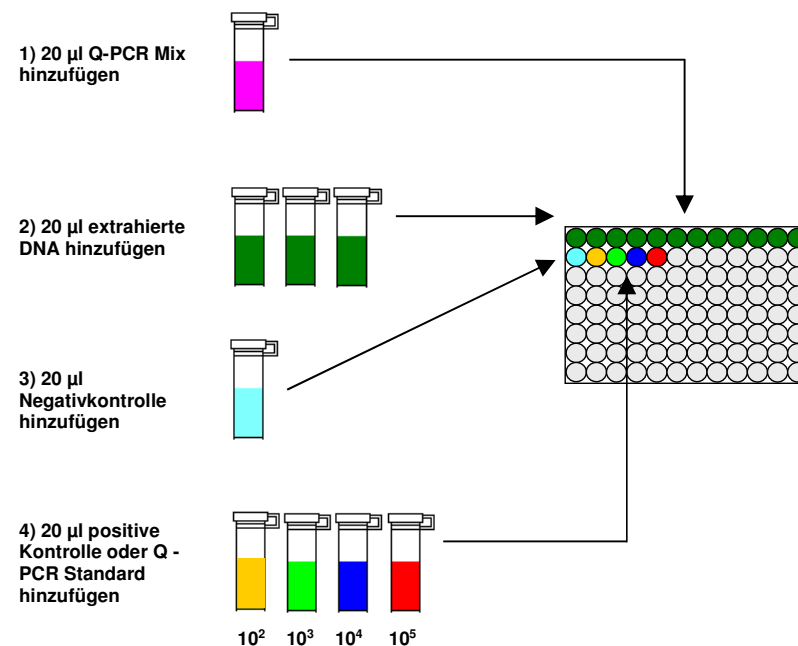 1) 20 µl Q-PCR Mix
hinzufügen
2) 20 µl extrahierte
DNA hinzufügen
3) 20 µl
Negativkontrolle
hinzufügen
4) 20 µl positive
Kontrolle oder Q -
PCR Standard
hinzufügen
10² 10³ 10⁴ 10⁵